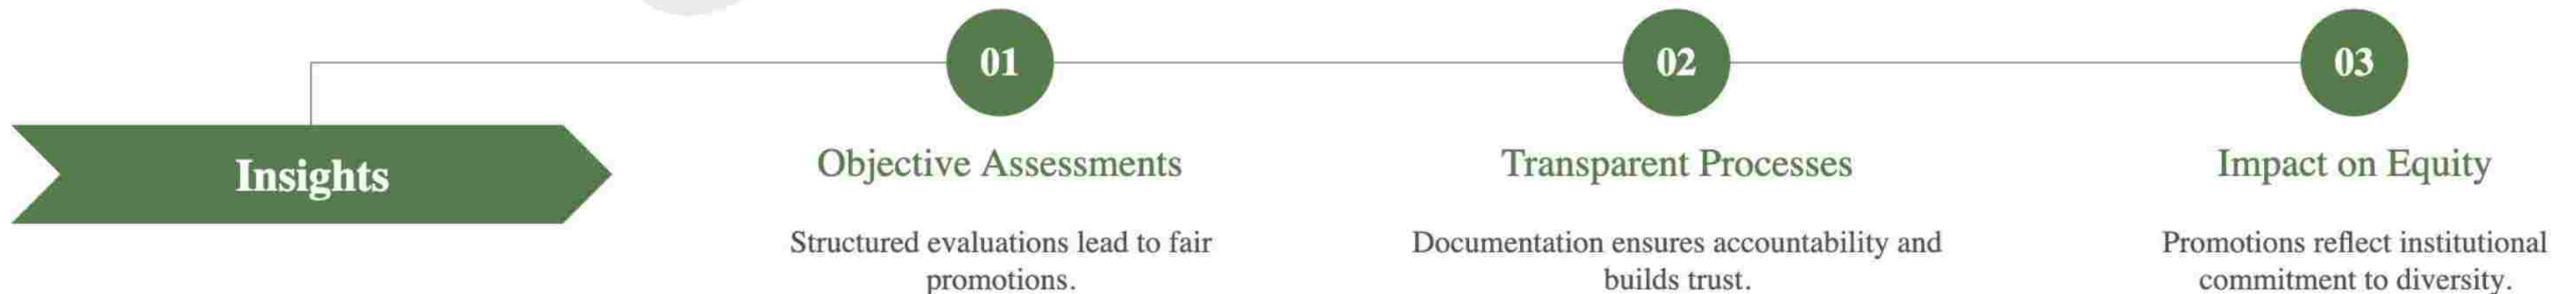 Insights
01
Objective Assessments
Structured evaluations lead to fair
promotions.
02
Transparent Processes
Documentation ensures accountability and
builds trust.
03
Impact on Equity
Promotions reflect institutional
commitment to diversity.